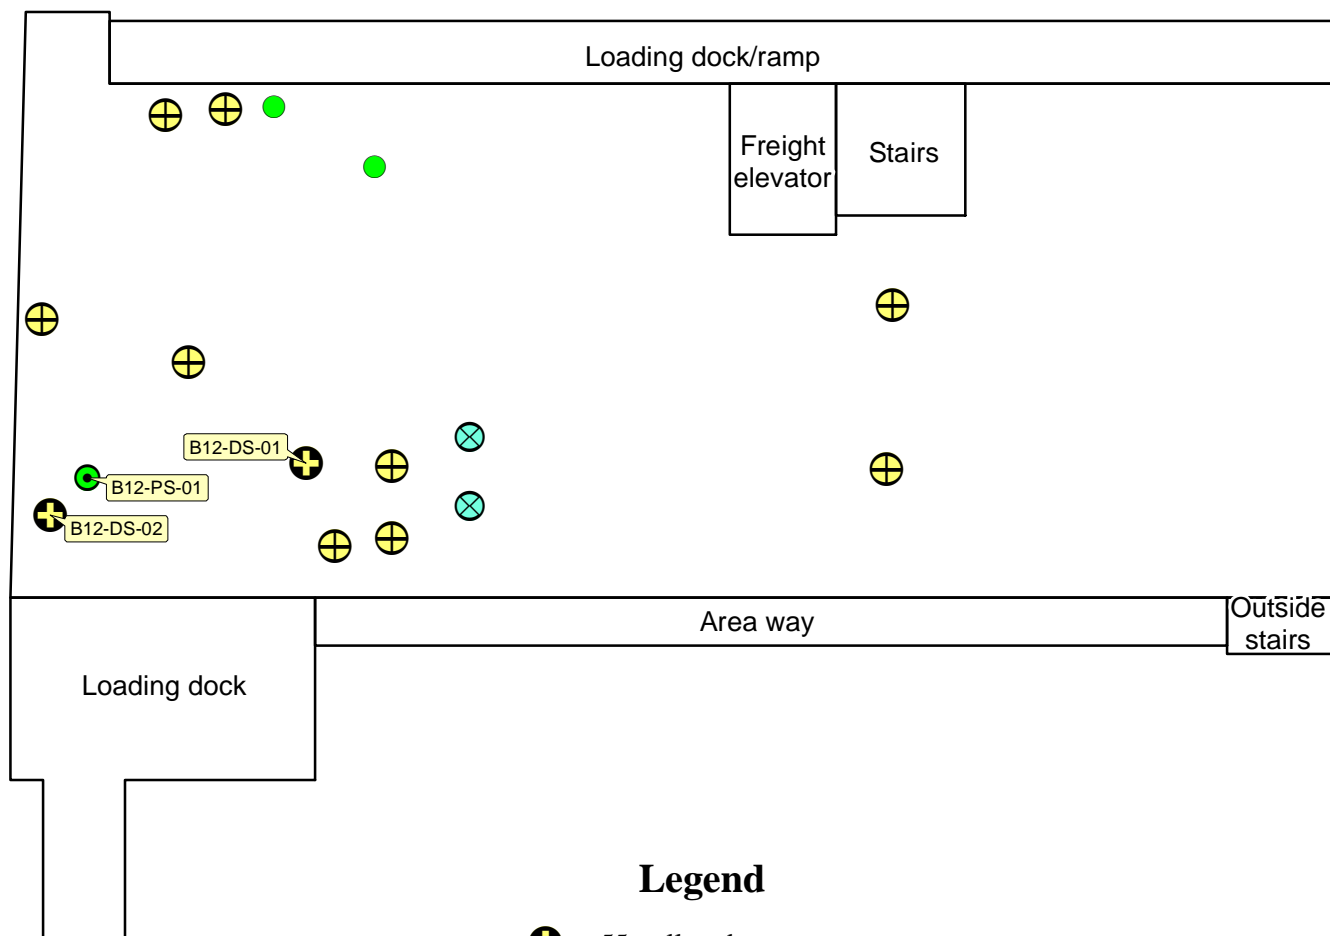 Loading dock/ramp
Freight
elevator
Stairs
B12-DS-01
B12-PS-01
B12-DS-02
Area way
Outside
stairs
Loading dock
Legend